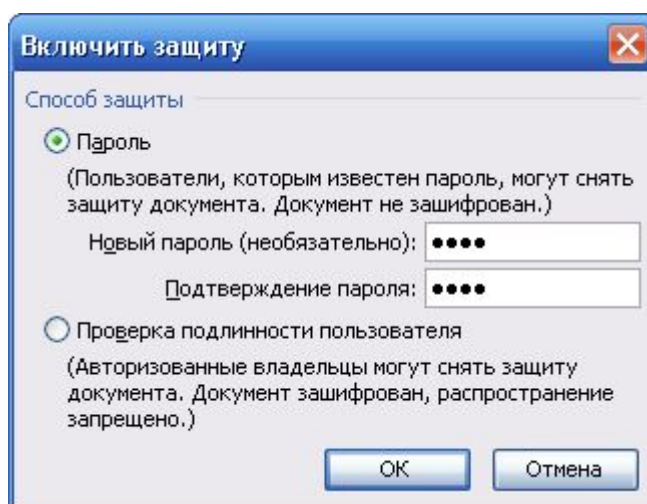 Включить защиту
Способ защиты
Пароль
(Пользователи, которым известен пароль, могут снять
защиту документа. Документ не зашифрован.)
Новый пароль (необязательно): ●●●●
Подтверждение пароля: ●●●●
Проверка подлинности пользователя
(Авторизованные владельцы могут снять защиту
документа. Документ зашифрован, распространение
запрещено.)
ОК Отмена